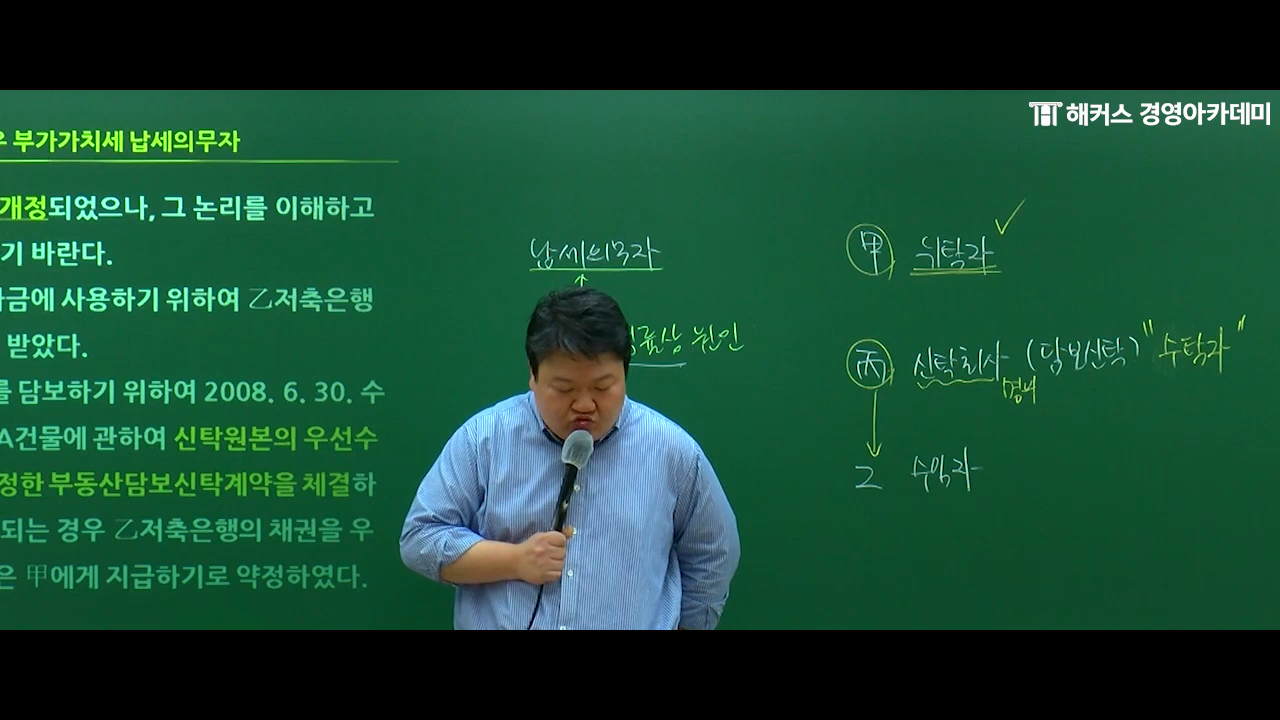 해커스 경영아카데미
부가가치세 납세의무자
개정되었으나, 그 논리를 이해하고
기 바란다.
금에 사용하기 위하여 乙저축은행
받았다.
를 담보하기 위하여 2008. 6. 30. 수
A건물에 관하여 신탁원본의 우선수
정한 부동산담보신탁계약을 체결하
되는 경우 乙저축은행의 채권을 우
은 甲에게 지급하기로 약정하였다.
납세의무자
률상 원인
甲 위탁자
丙 신탁회사 (담보신탁) "수탁자"
명의
乙 수익자